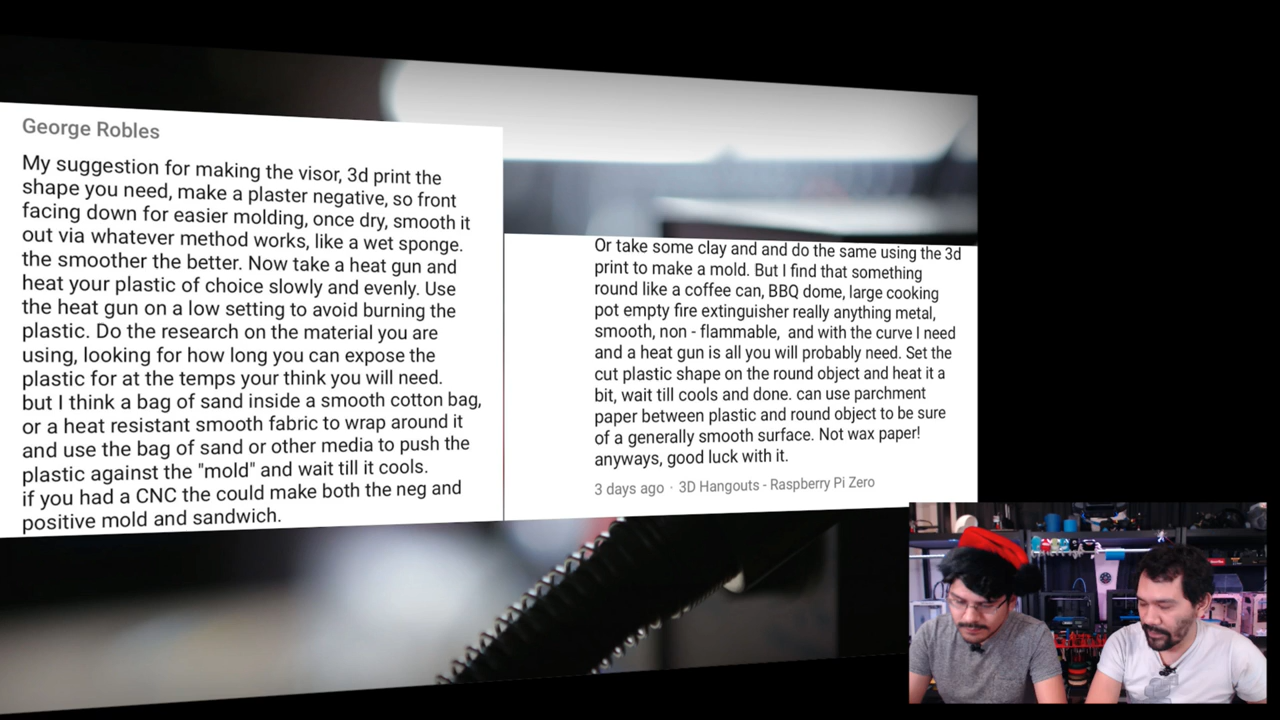 George Robles
My suggestion for making the visor, 3d print the
shape you need, make a plaster negative, so front
facing down for easier molding, once dry, smooth it
out via whatever method works, like a wet sponge.
the smoother the better. Now take a heat gun and
heat your plastic of choice slowly and evenly. Use
the heat gun on a low setting to avoid burning the
plastic. Do the research on the material you are
using, looking for how long you can expose the
plastic for at the temps your think you will need.
but I think a bag of sand inside a smooth cotton bag,
or a heat resistant smooth fabric to wrap around it
and use the bag of sand or other media to push the
plastic against the "mold" and wait till it cools.
if you had a CNC the could make both the neg and
positive mold and sandwich.
Or take some clay and and do the same using the 3d
print to make a mold. But I find that something
round like a coffee can, BBQ dome, large cooking
pot empty fire extinguisher really anything metal,
smooth, non - flammable, and with the curve I need
and a heat gun is all you will probably need. Set the
cut plastic shape on the round object and heat it a
bit, wait till cools and done. can use parchment
paper between plastic and round object to be sure
of a generally smooth surface. Not wax paper!
anyways, good luck with it.
3 days ago · 3D Hangouts - Raspberry Pi Zero